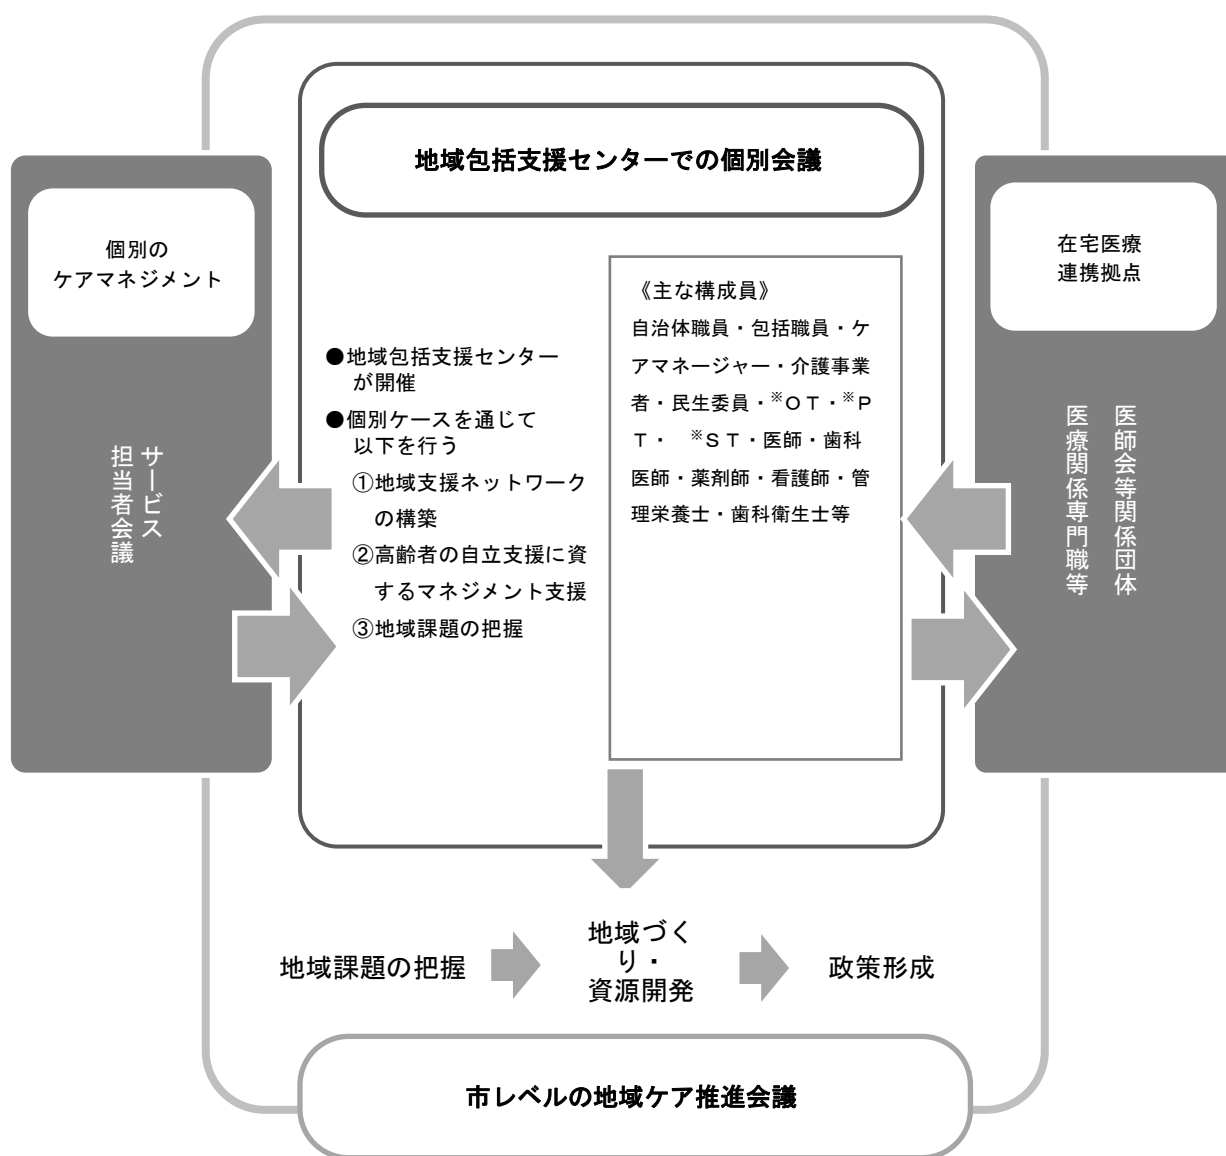 地域包括支援センターでの個別会議
個別の
ケアマネジメント
サービス
担当者会議
●地域包括支援センター
が開催
●個別ケースを通じて
以下を行う
①地域支援ネットワーク
の構築
②高齢者の自立支援に資
するマネジメント支援
③地域課題の把握
《主な構成員》
自治体職員・包括職員・ケ
アマネージャー・介護事業
者・民生委員・※ＯＴ・※Ｐ
Ｔ・　※ＳＴ・医師・歯科
医師・薬剤師・看護師・管
理栄養士・歯科衛生士等
在宅医療
連携拠点
医師会等関係団体
医療関係専門職等
地域課題の把握
地域づく
り・
資源開発
政策形成
市レベルの地域ケア推進会議